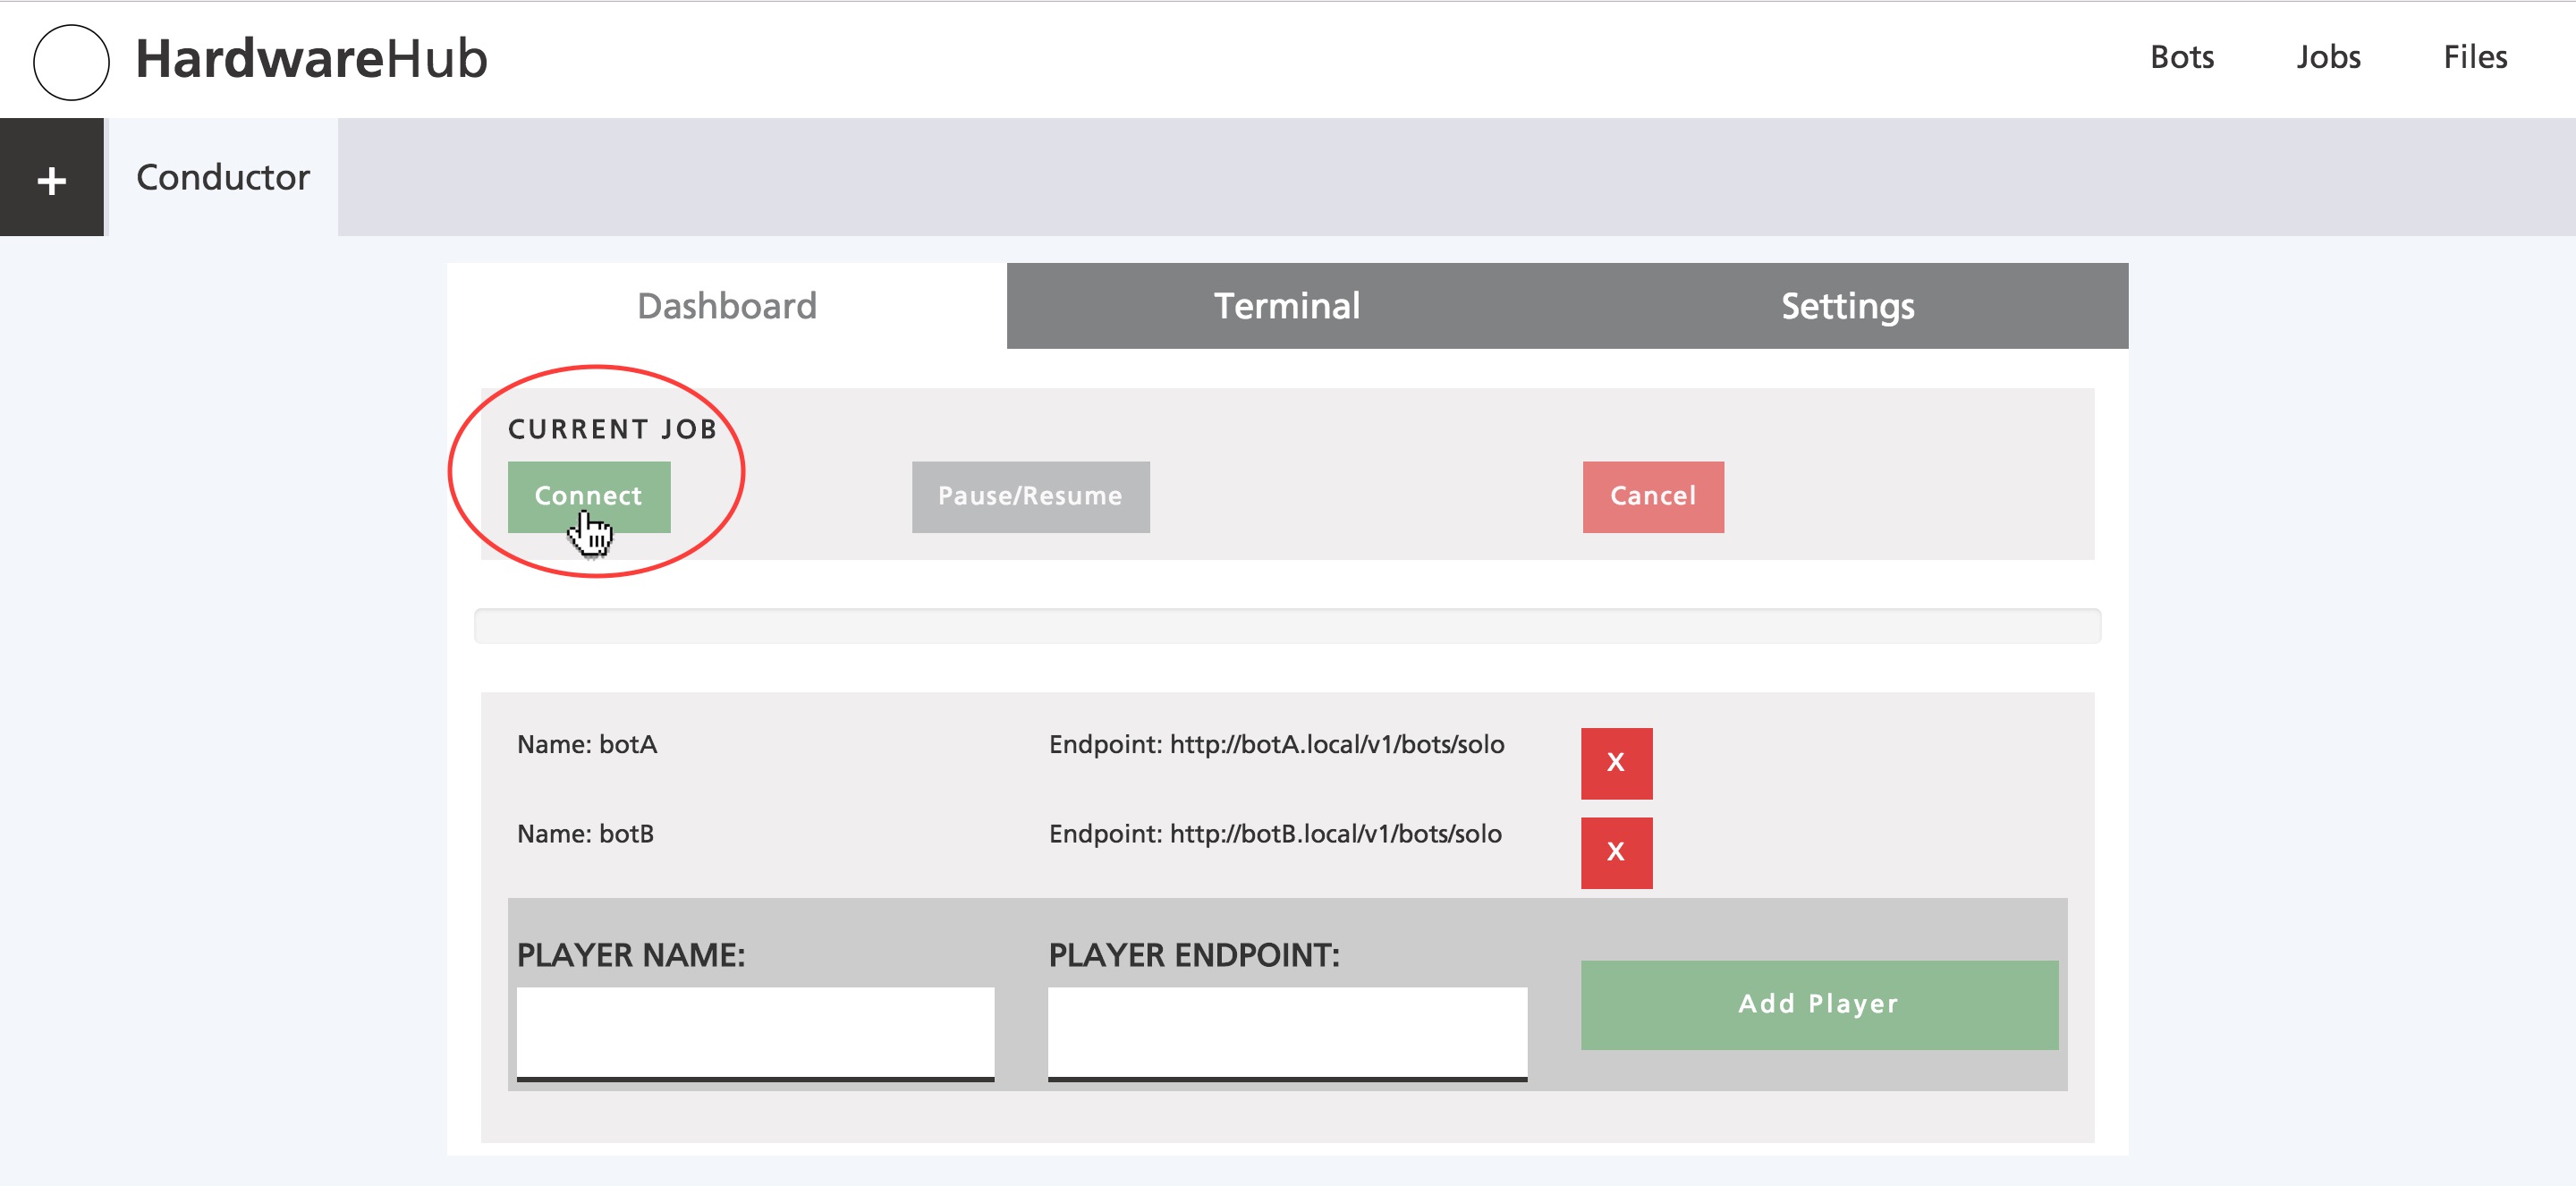 HardwareHub
Bots Jobs Files
+ Conductor
Dashboard Terminal Settings
CURRENT JOB
Connect Pause/Resume Cancel
Name: botA Endpoint: http://botA.local/v1/bots/solo X
Name: botB Endpoint: http://botB.local/v1/bots/solo X
PLAYER NAME: PLAYER ENDPOINT:
Add Player